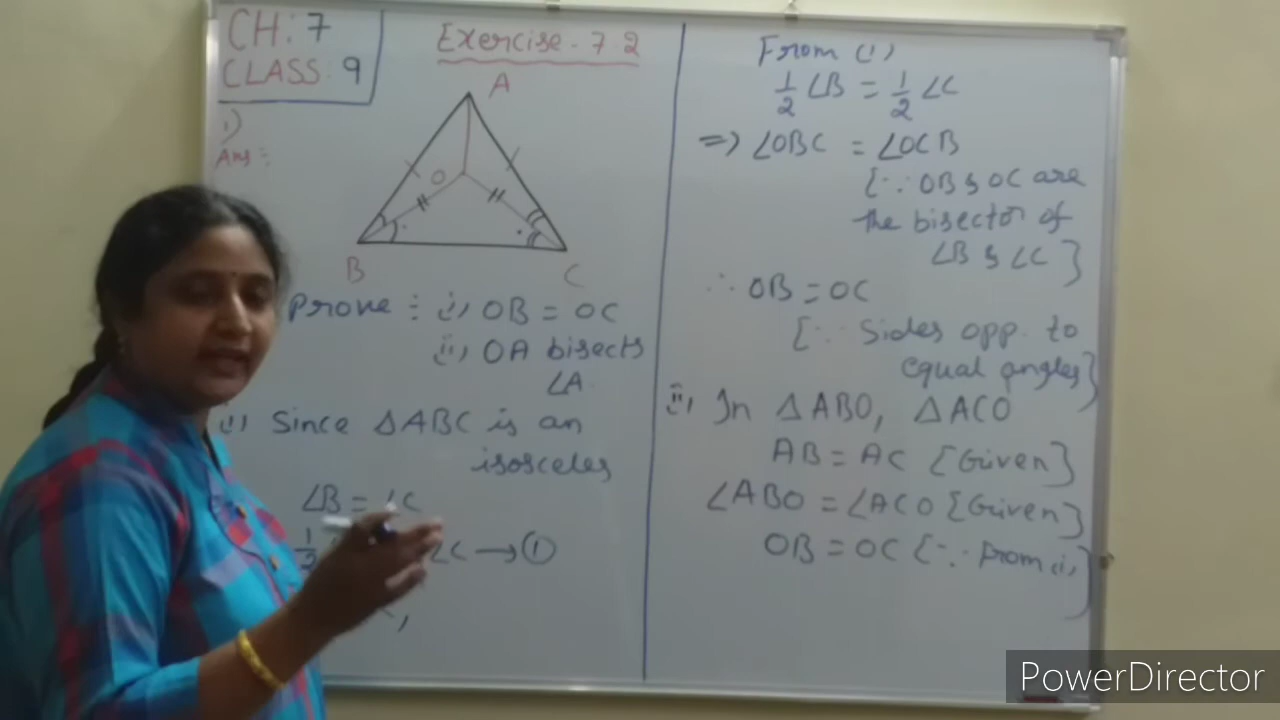 CH: 7
CLASS. 9
Exercise - 7.2
1)
Ans :-
A
O
B
C
Prove :- i) OB = OC
ii) OA bisects
∠A.
i) Since △ABC is an
isosceles
∠B = ∠C
∠C → ①
From (1)
1/2 ∠B = 1/2 ∠C
=> ∠OBC = ∠OCB
[∵ OB & OC are
the bisector of
∠B & ∠C }
∴ OB = OC
[∵ Sides opp. to
equal angles}
ii) In △ABO, △ACO
AB = AC [Given]
∠ABO = ∠ACO [Given}
OB = OC [∵ From (i)
}
PowerDirector